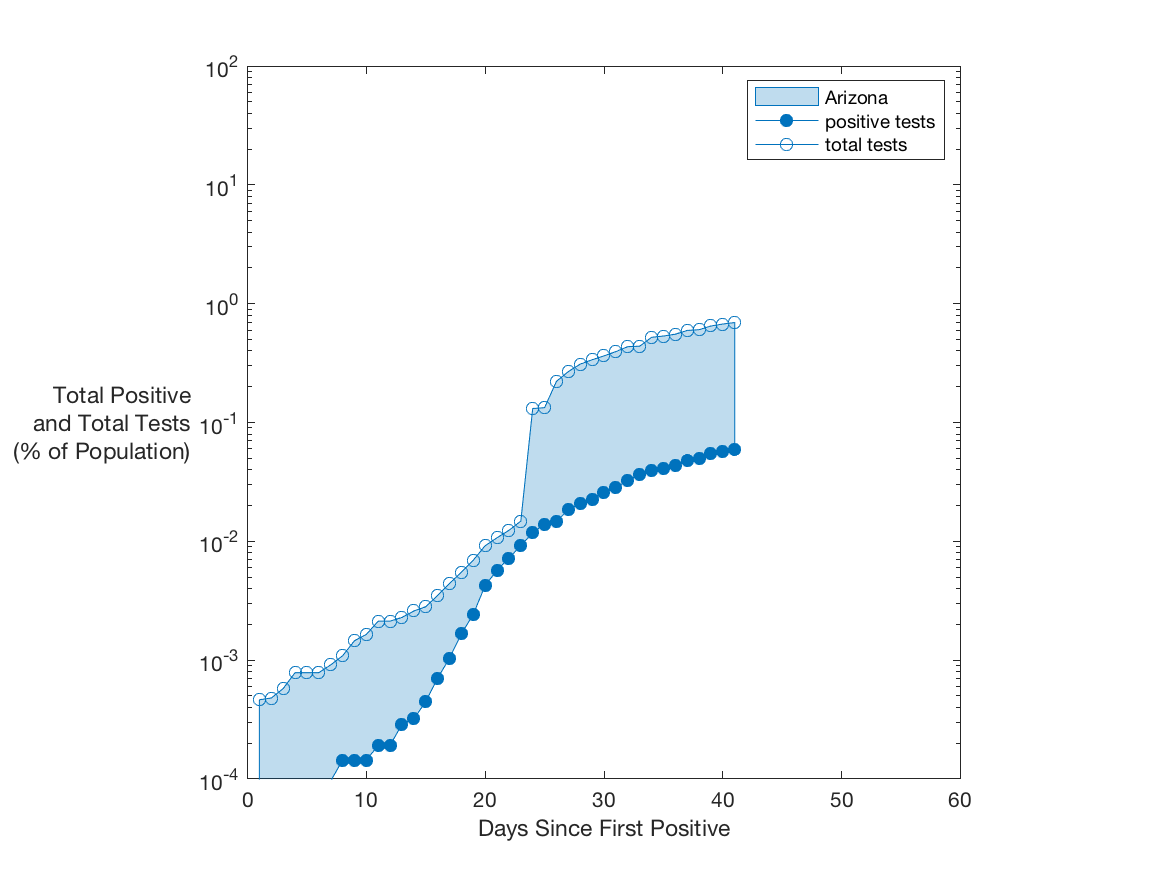 10^2
10^1
10^0
10^-1
10^-2
10^-3
10^-4
Total Positive
and Total Tests
(% of Population)
Arizona
positive tests
total tests
0 10 20 30 40 50 60
Days Since First Positive